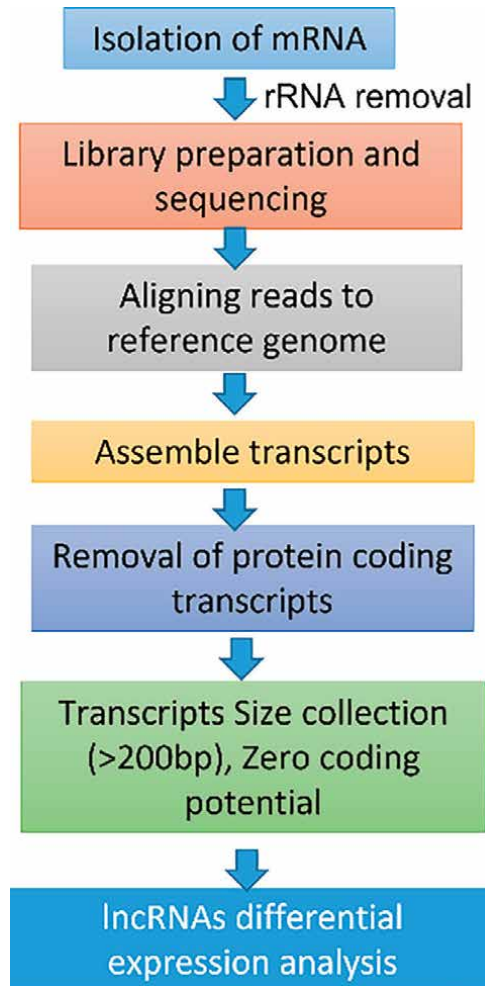 Isolation of mRNA
rRNA removal
Library preparation and
sequencing
Aligning reads to
reference genome
Assemble transcripts
Removal of protein coding
transcripts
Transcripts Size collection
(>200bp), Zero coding
potential
lncRNAs differential
expression analysis